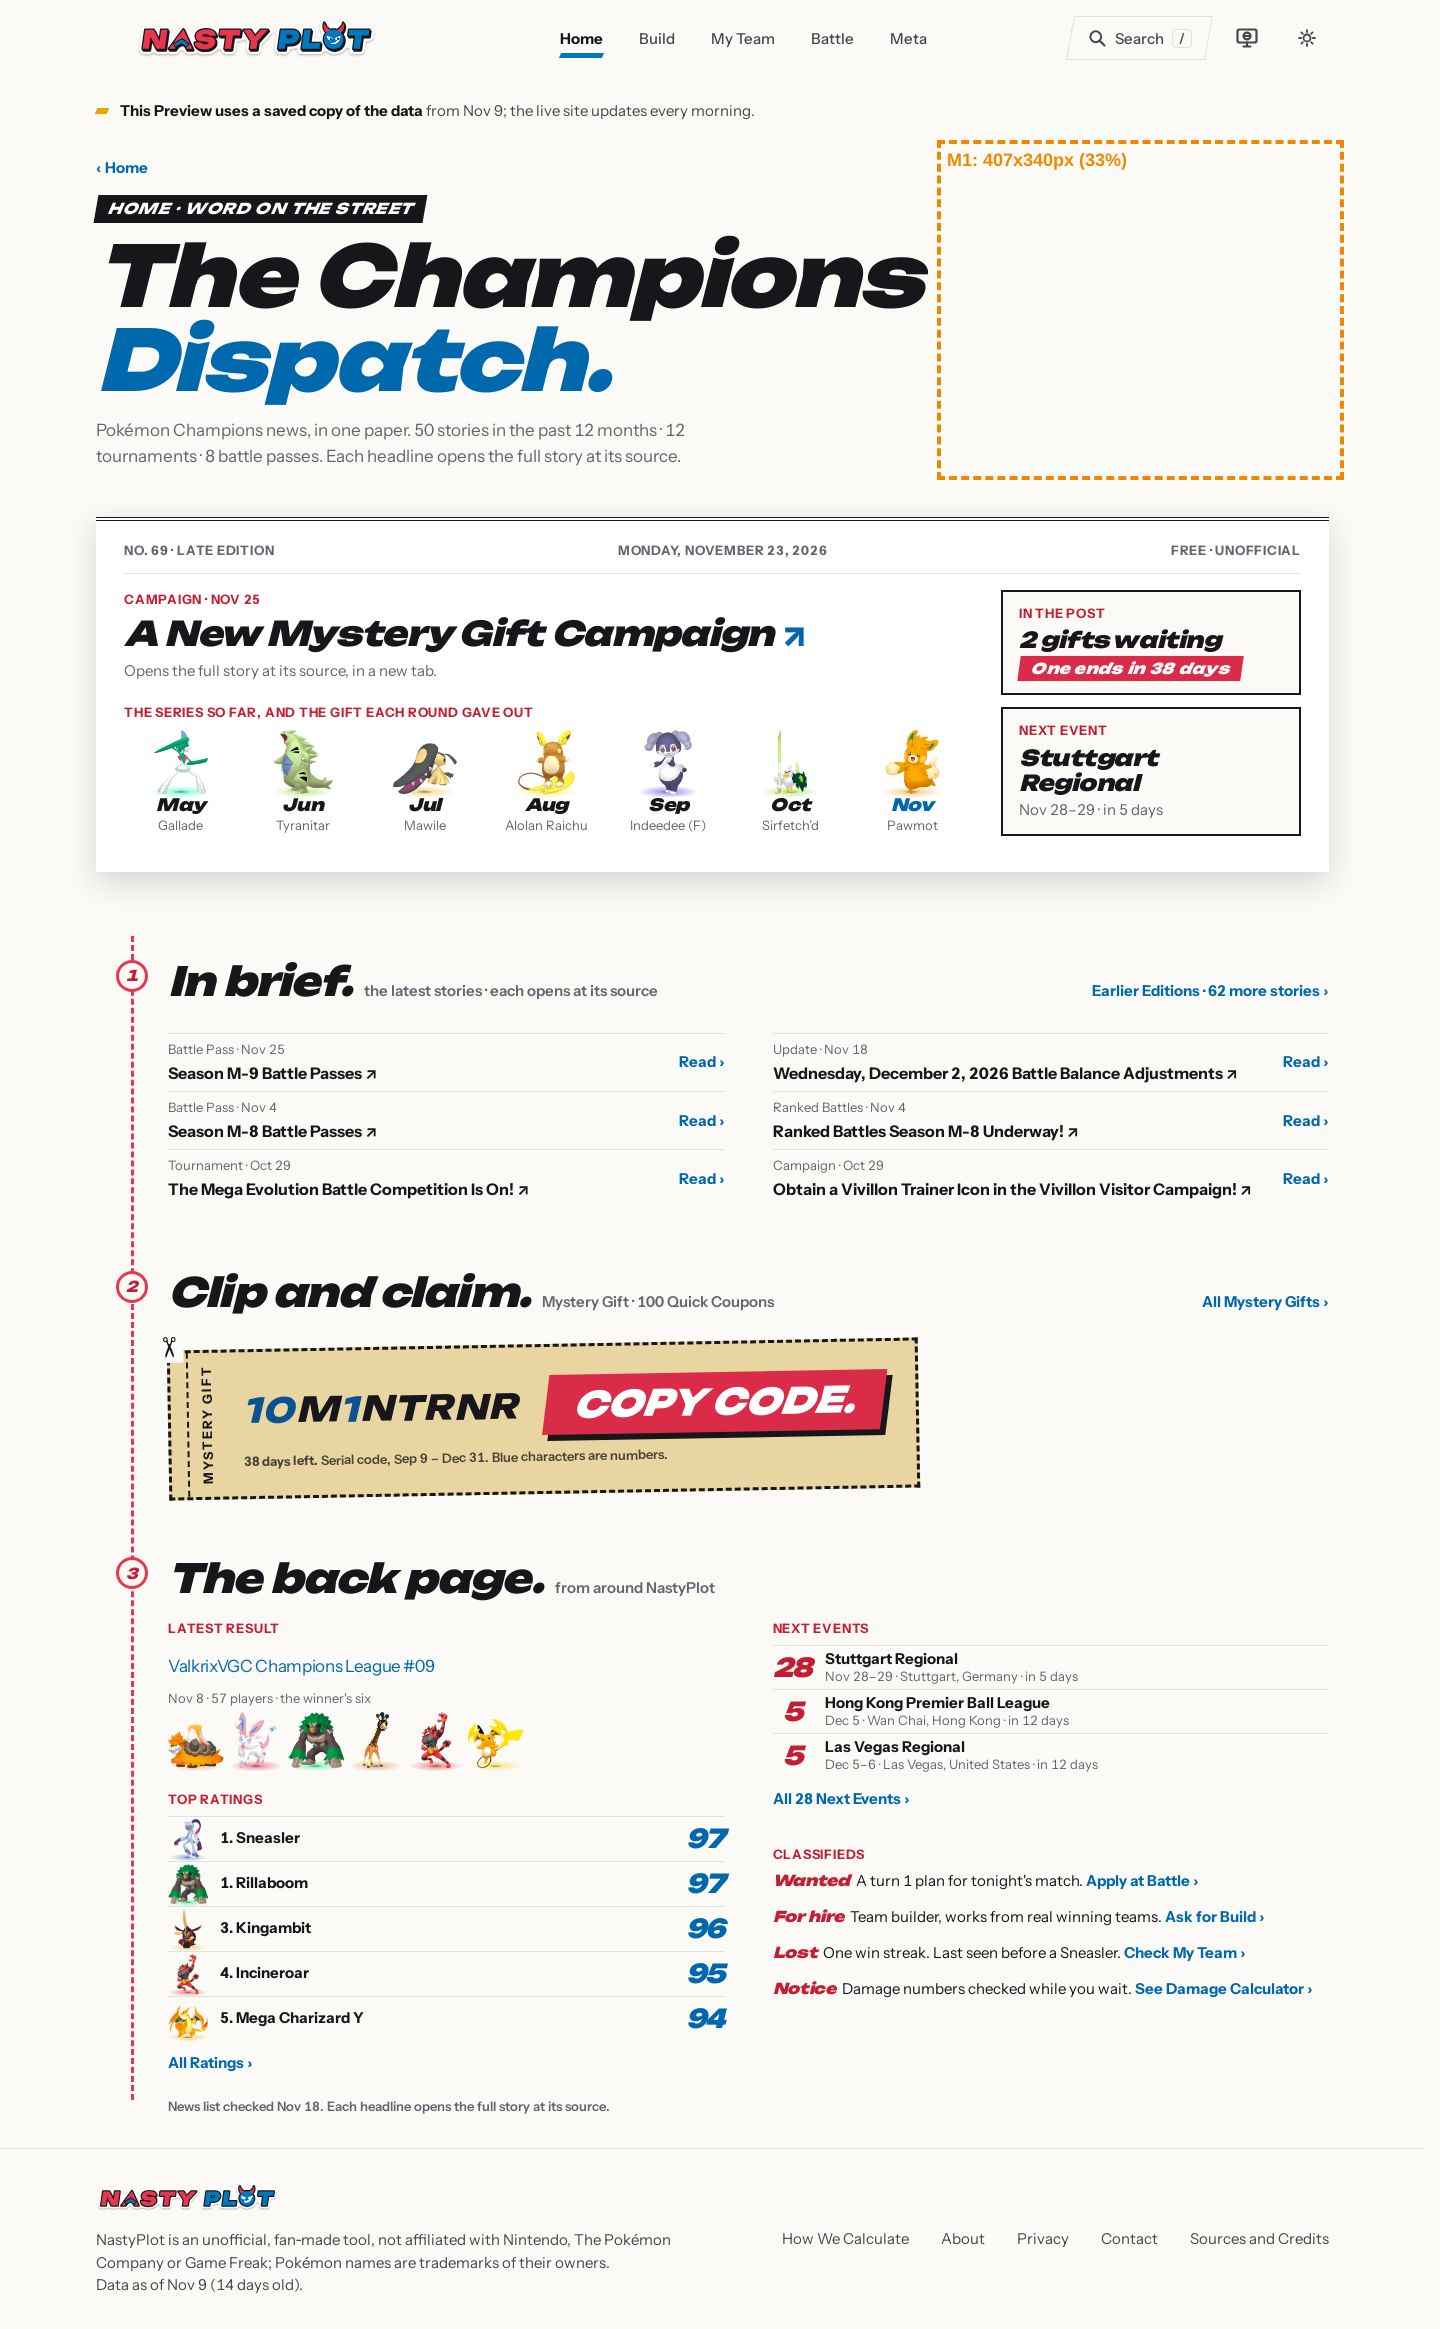 NASTY PLOT
Home
Build
My Team
Battle
Meta
Search /
This Preview uses a saved copy of the data from Nov 9; the live site updates every morning.
‹ Home
M1: 407x340px (33%)
HOME · WORD ON THE STREET
The Champions
Dispatch.
Pokémon Champions news, in one paper. 50 stories in the past 12 months · 12
tournaments · 8 battle passes. Each headline opens the full story at its source.
NO. 69 · LATE EDITION
MONDAY, NOVEMBER 23, 2026
FREE · UNOFFICIAL
CAMPAIGN · NOV 25
A New Mystery Gift Campaign ↗
Opens the full story at its source, in a new tab.
THE SERIES SO FAR, AND THE GIFT EACH ROUND GAVE OUT
May
Gallade
Jun
Tyranitar
Jul
Mawile
Aug
Alolan Raichu
Sep
Indeedee (F)
Oct
Sirfetch'd
Nov
Pawmot
IN THE POST
2 gifts waiting
One ends in 38 days
NEXT EVENT
Stuttgart
Regional
Nov 28–29 · in 5 days
1
In brief. the latest stories · each opens at its source
Earlier Editions · 62 more stories ›
Battle Pass · Nov 25
Season M-9 Battle Passes ↗
Read ›
Update · Nov 18
Wednesday, December 2, 2026 Battle Balance Adjustments ↗
Read ›
Battle Pass · Nov 4
Season M-8 Battle Passes ↗
Read ›
Ranked Battles · Nov 4
Ranked Battles Season M-8 Underway! ↗
Read ›
Tournament · Oct 29
The Mega Evolution Battle Competition Is On! ↗
Read ›
Campaign · Oct 29
Obtain a Vivillon Trainer Icon in the Vivillon Visitor Campaign! ↗
Read ›
2
Clip and claim. Mystery Gift · 100 Quick Coupons
All Mystery Gifts ›
MYSTERY GIFT
10M1NTRNR
COPY CODE.
38 days left. Serial code, Sep 9 – Dec 31. Blue characters are numbers.
3
The back page. from around NastyPlot
LATEST RESULT
ValkrixVGC Champions League #09
Nov 8 · 57 players · the winner's six
TOP RATINGS
1. Sneasler 97
1. Rillaboom 97
3. Kingambit 96
4. Incineroar 95
5. Mega Charizard Y 94
All Ratings ›
NEXT EVENTS
28
Stuttgart Regional
Nov 28–29 · Stuttgart, Germany · in 5 days
5
Hong Kong Premier Ball League
Dec 5 · Wan Chai, Hong Kong · in 12 days
5
Las Vegas Regional
Dec 5–6 · Las Vegas, United States · in 12 days
All 28 Next Events ›
CLASSIFIEDS
Wanted A turn 1 plan for tonight's match. Apply at Battle ›
For hire Team builder, works from real winning teams. Ask for Build ›
Lost One win streak. Last seen before a Sneasler. Check My Team ›
Notice Damage numbers checked while you wait. See Damage Calculator ›
News list checked Nov 18. Each headline opens the full story at its source.
NASTY PLOT
NastyPlot is an unofficial, fan-made tool, not affiliated with Nintendo, The Pokémon
Company or Game Freak; Pokémon names are trademarks of their owners.
Data as of Nov 9 (14 days old).
How We Calculate
About
Privacy
Contact
Sources and Credits